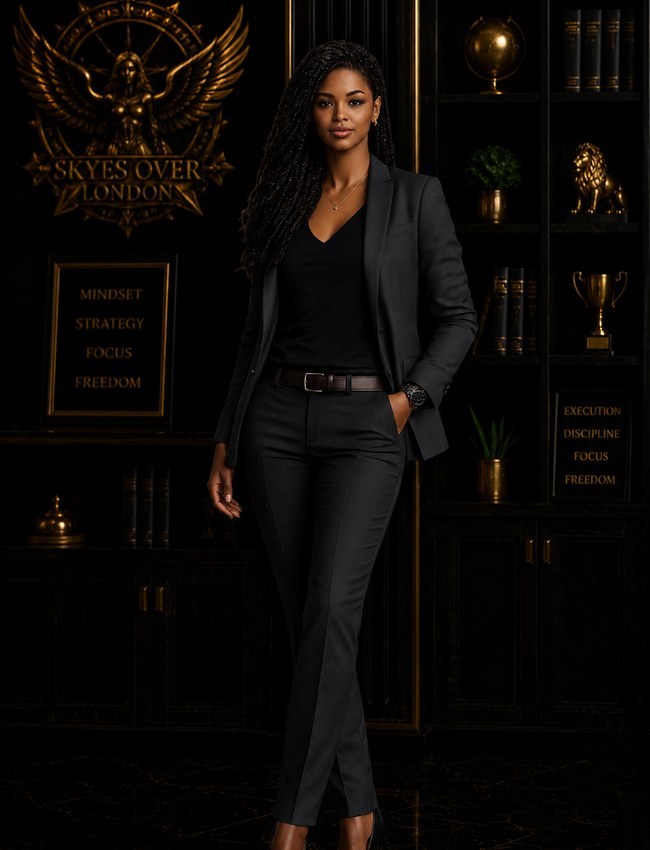 SKYES OVER
LONDON
MINDSET
STRATEGY
FOCUS
FREEDOM
EXECUTION
DISCIPLINE
FOCUS
FREEDOM